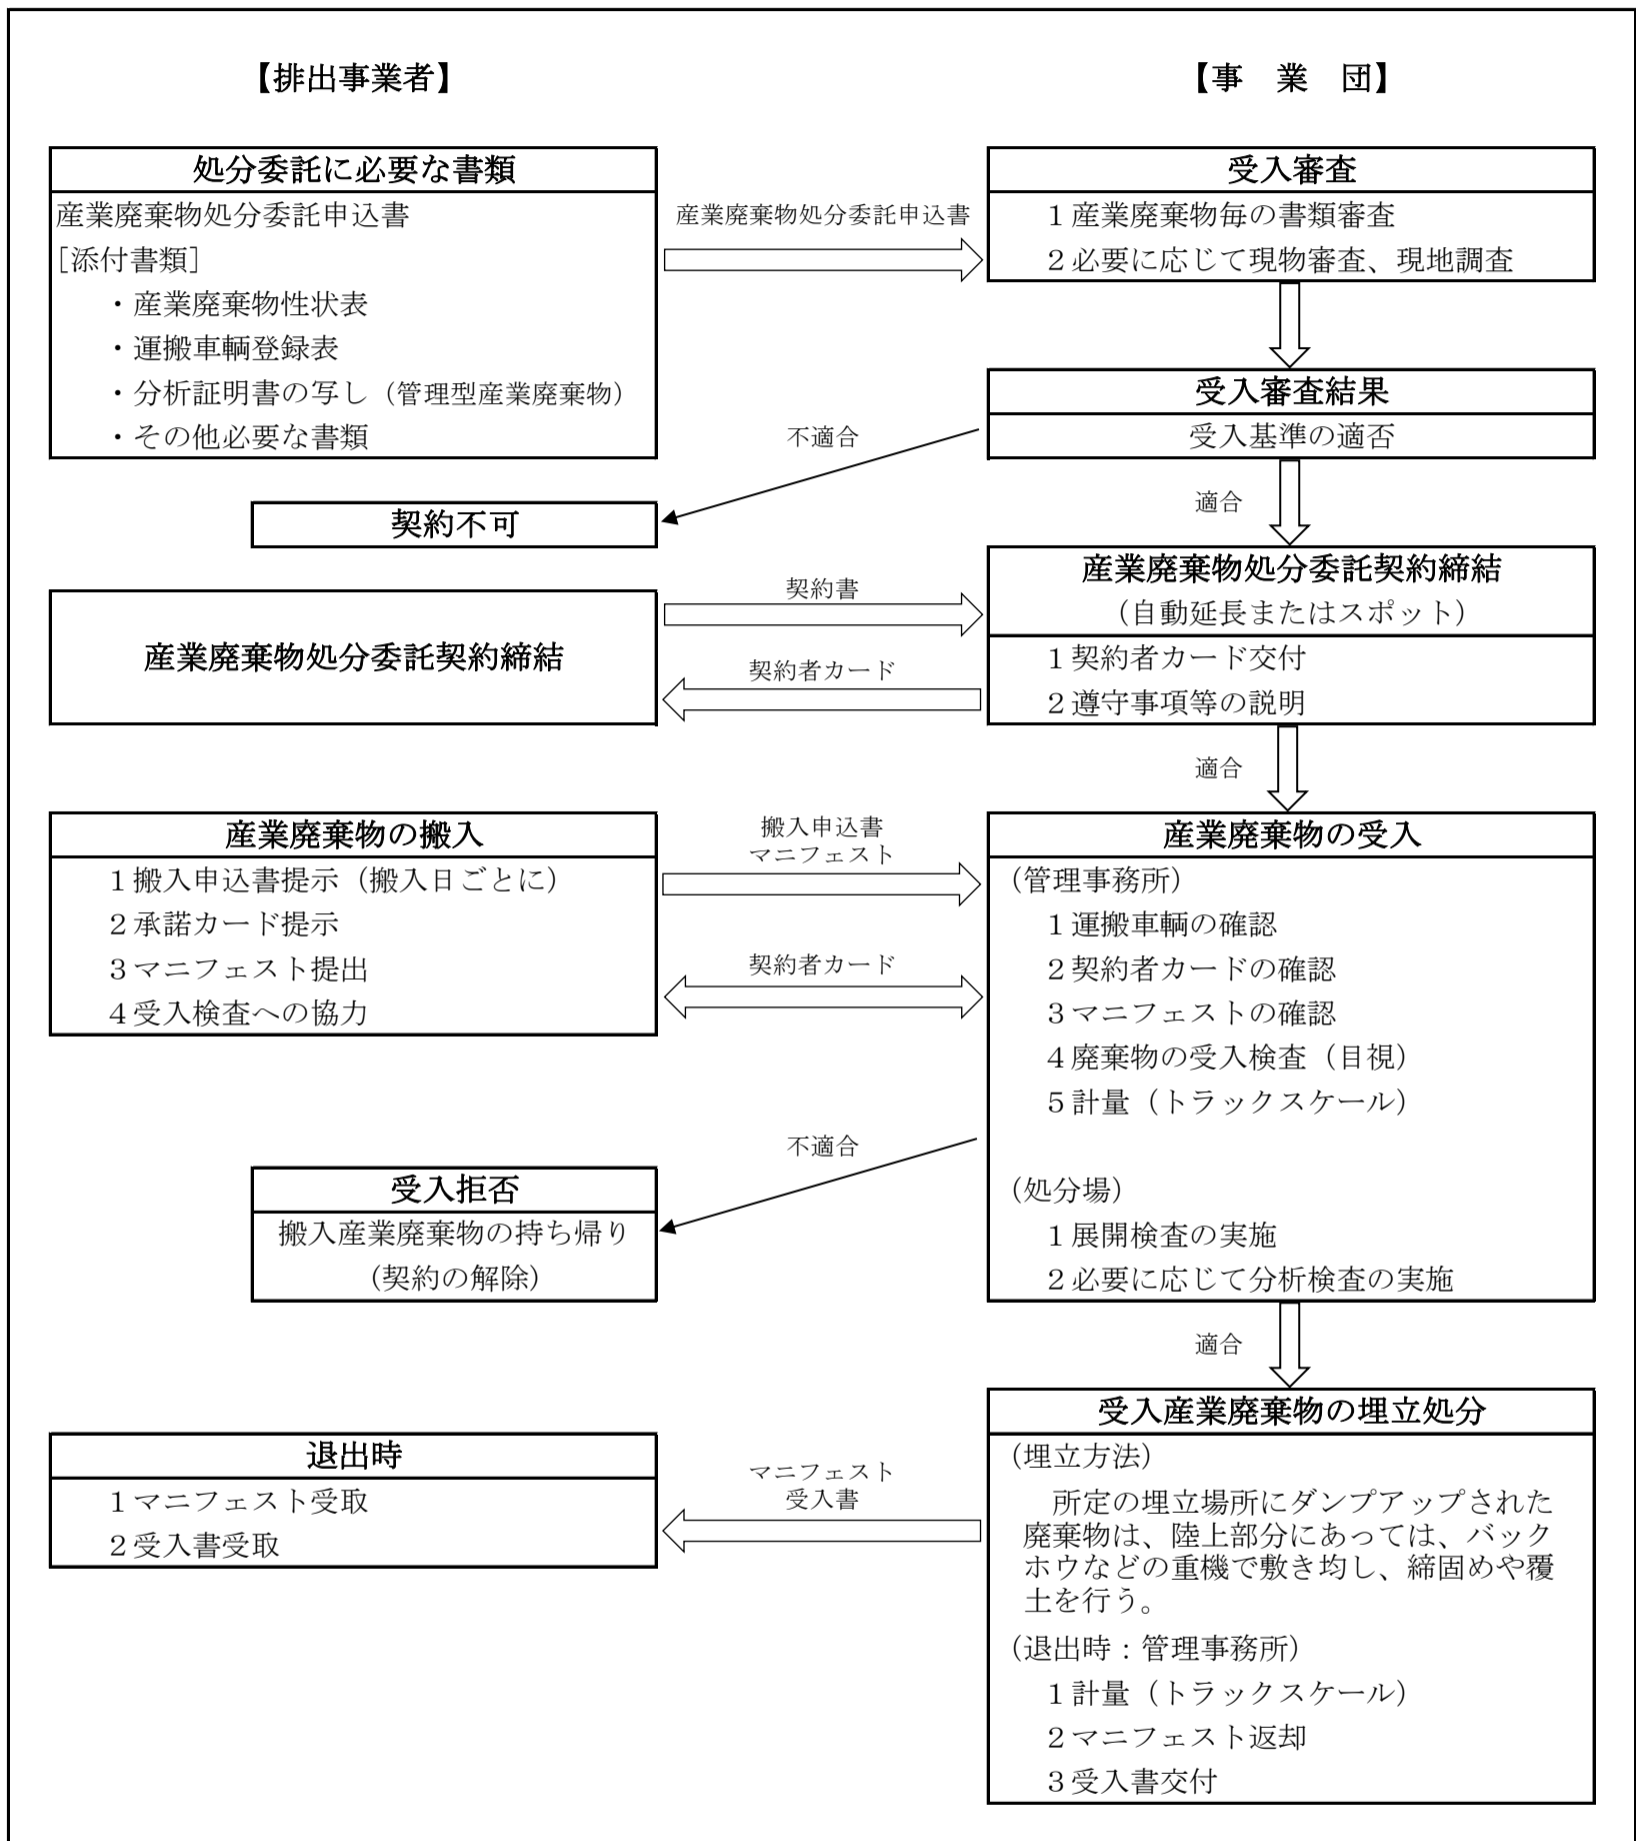 【排出事業者】
【事　業　団】
処分委託に必要な書類
産業廃棄物処分委託申込書
[添付書類]
・産業廃棄物性状表
・運搬車輌登録表
・分析証明書の写し（管理型産業廃棄物）
・その他必要な書類
産業廃棄物処分委託申込書
受入審査
１産業廃棄物毎の書類審査
２必要に応じて現物審査、現地調査
受入審査結果
受入基準の適否
不適合
契約不可
適合
産業廃棄物処分委託契約締結
契約書
契約者カード
産業廃棄物処分委託契約締結
（自動延長またはスポット）
１契約者カード交付
２遵守事項等の説明
適合
産業廃棄物の搬入
１搬入申込書提示（搬入日ごとに）
２承諾カード提示
３マニフェスト提出
４受入検査への協力
搬入申込書
マニフェスト
契約者カード
産業廃棄物の受入
（管理事務所）
１運搬車輌の確認
２契約者カードの確認
３マニフェストの確認
４廃棄物の受入検査（目視）
５計量（トラックスケール）
（処分場）
１展開検査の実施
２必要に応じて分析検査の実施
不適合
受入拒否
搬入産業廃棄物の持ち帰り
（契約の解除）
適合
受入産業廃棄物の埋立処分
（埋立方法）
所定の埋立場所にダンプアップされた
廃棄物は、陸上部分にあっては、バック
ホウなどの重機で敷き均し、締固めや覆
土を行う。
（退出時：管理事務所）
１計量（トラックスケール）
２マニフェスト返却
３受入書交付
マニフェスト
受入書
退出時
１マニフェスト受取
２受入書受取